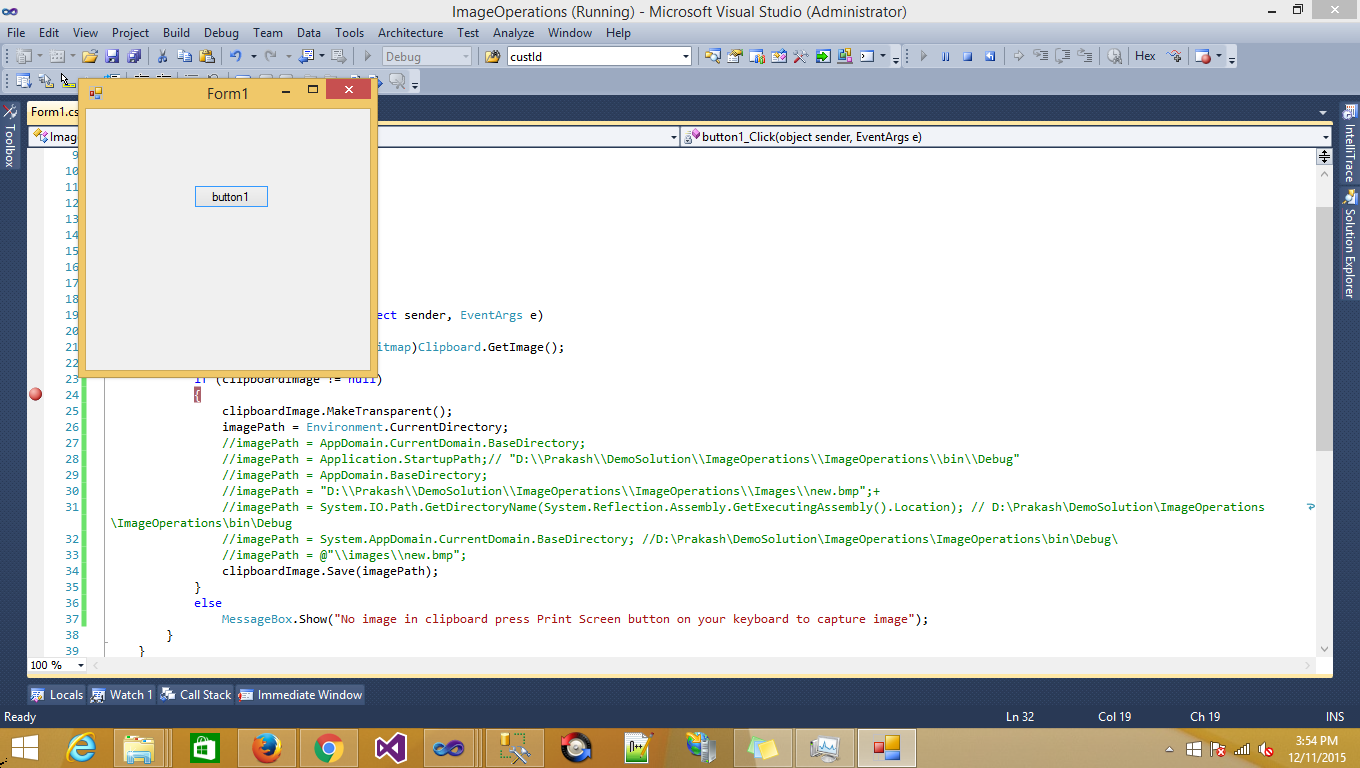 ImageOperations (Running) - Microsoft Visual Studio (Administrator)
File Edit View Project Build Debug Team Data Tools Architecture Test Analyze Window Help
Debug custId Hex
Form1
Form1.cs
Toolbox
IntelliTrace
Solution Explorer
Imag
button1_Click(object sender, EventArgs e)
button1
9
10
11
12
13
14
15
16
17
18
19 ect sender, EventArgs e)
20
21 itmap)Clipboard.GetImage();
22
23 if (clipboardImage != null)
24 {
25 clipboardImage.MakeTransparent();
26 imagePath = Environment.CurrentDirectory;
27 //imagePath = AppDomain.CurrentDomain.BaseDirectory;
28 //imagePath = Application.StartupPath;// "D:\\Prakash\\DemoSolution\\ImageOperations\\ImageOperations\\bin\\Debug"
29 //imagePath = AppDomain.BaseDirectory;
30 //imagePath = "D:\\Prakash\\DemoSolution\\ImageOperations\\ImageOperations\\Images\\new.bmp";+
31 //imagePath = System.IO.Path.GetDirectoryName(System.Reflection.Assembly.GetExecutingAssembly().Location); // D:\Prakash\DemoSolution\ImageOperations
\ImageOperations\bin\Debug
32 //imagePath = System.AppDomain.CurrentDomain.BaseDirectory; //D:\Prakash\DemoSolution\ImageOperations\ImageOperations\bin\Debug\
33 //imagePath = @"\\images\\new.bmp";
34 clipboardImage.Save(imagePath);
35 }
36 else
37 MessageBox.Show("No image in clipboard press Print Screen button on your keyboard to capture image");
38 }
39 }
100 %
Locals Watch 1 Call Stack Immediate Window
Ready Ln 32 Col 19 Ch 19 INS
n++
3:54 PM
12/11/2015